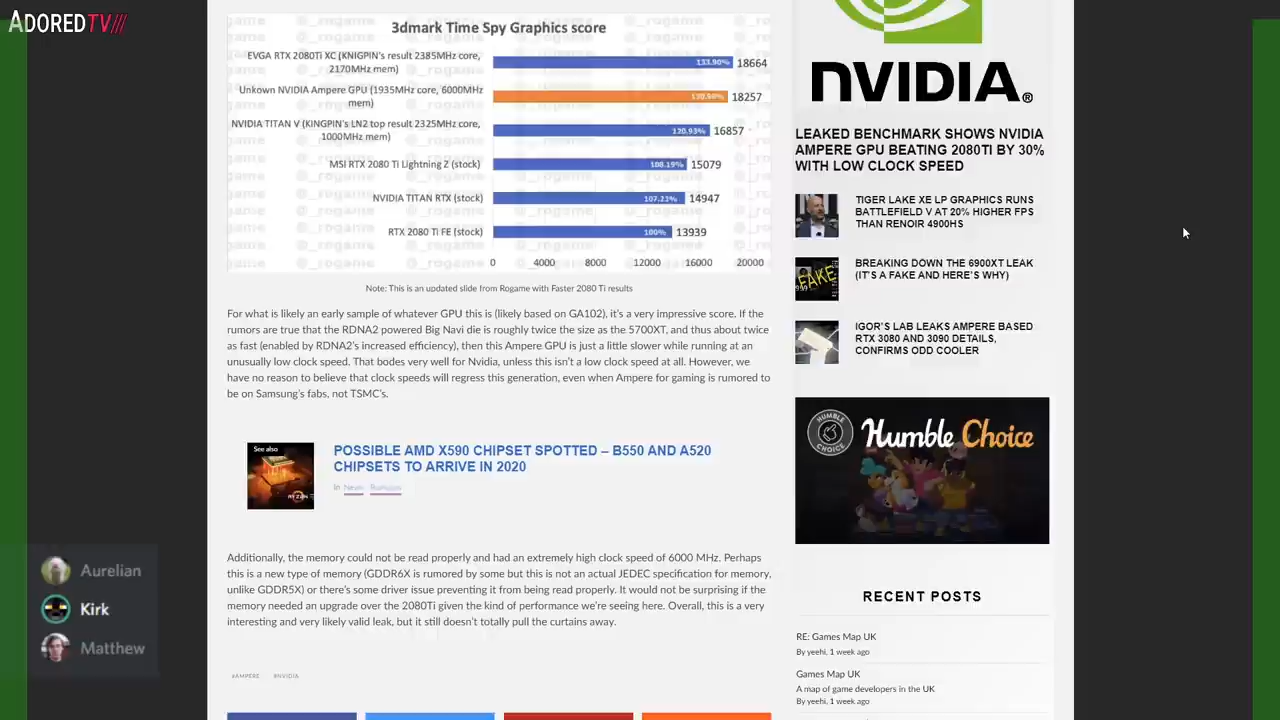 ADOREDTV
3dmark Time Spy Graphics score
EVGA RTX 2080Ti XC (KNIGPIN's result 2385MHz core,
2170MHz mem)
133.90%
18664
Unkown NVIDIA Ampere GPU (1935MHz core, 6000MHz
mem)
130.98%
18257
NVIDIA TITAN V (KINGPIN's LN2 top result 2325MHz core,
1000MHz mem)
120.93%
16857
MSI RTX 2080 Ti Lightning Z (stock)
108.19%
15079
NVIDIA TITAN RTX (stock)
107.23%
14947
RTX 2080 Ti FE (stock)
100%
13939
0 4000 8000 12000 16000 20000
Note: This is an updated slide from Rogame with Faster 2080 Ti results
For what is likely an early sample of whatever GPU this is (likely based on GA102), it's a very impressive score. If the
rumors are true that the RDNA2 powered Big Navi die is roughly twice the size as the 5700XT, and thus about twice
as fast (enabled by RDNA2's increased efficiency), then this Ampere GPU is just a little slower while running at an
unusually low clock speed. That bodes very well for Nvidia, unless this isn't a low clock speed at all. However, we
have no reason to believe that clock speeds will regress this generation, even when Ampere for gaming is rumored to
be on Samsung's fabs, not TSMC's.
See also
RYZEN
POSSIBLE AMD X590 CHIPSET SPOTTED – B550 AND A520
CHIPSETS TO ARRIVE IN 2020
In News Rumours
Additionally, the memory could not be read properly and had an extremely high clock speed of 6000 MHz. Perhaps
this is a new type of memory (GDDR6X is rumored by some but this is not an actual JEDEC specification for memory,
unlike GDDR5X) or there's some driver issue preventing it from being read properly. It would not be surprising if the
memory needed an upgrade over the 2080Ti given the kind of performance we're seeing here. Overall, this is a very
interesting and very likely valid leak, but it still doesn't totally pull the curtains away.
#AMPERE #NVIDIA
Aurelian
Kirk
Matthew
NVIDIA®
LEAKED BENCHMARK SHOWS NVIDIA
AMPERE GPU BEATING 2080TI BY 30%
WITH LOW CLOCK SPEED
TIGER LAKE XE LP GRAPHICS RUNS
BATTLEFIELD V AT 20% HIGHER FPS
THAN RENOIR 4900HS
FAKE
BREAKING DOWN THE 6900XT LEAK
(IT'S A FAKE AND HERE'S WHY)
IGOR'S LAB LEAKS AMPERE BASED
RTX 3080 AND 3090 DETAILS,
CONFIRMS ODD COOLER
HUMBLE
CHOICE
Humble Choice
RECENT POSTS
RE: Games Map UK
By yeehi, 1 week ago
Games Map UK
A map of game developers in the UK
By yeehi, 1 week ago